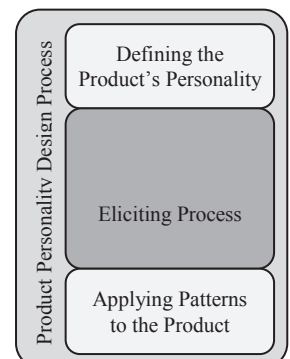 Product Personality Design Process
Defining the
Product's Personality
Eliciting Process
Applying Patterns
to the Product